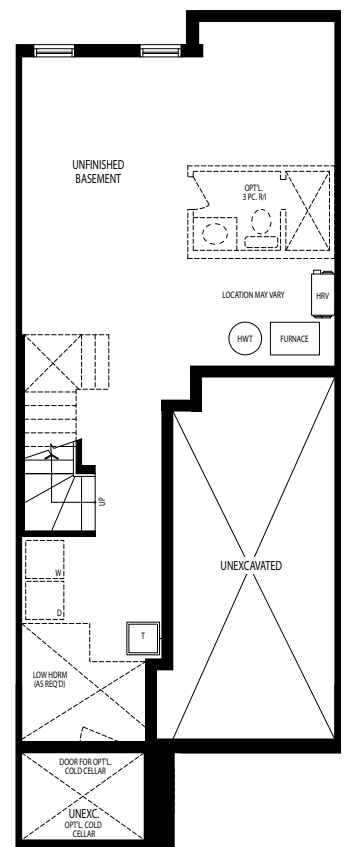 UNFINISHED
BASEMENT
OPT'L.
3 PC. R/I
LOCATION MAY VARY
HRV
HWT
FURNACE
UP
UNEXCAVATED
W
D
T
LOW HDRM
(AS REQ'D)
DOOR FOR OPT'L.
COLD CELLAR
UNEXC.
OPT'L. COLD
CELLAR